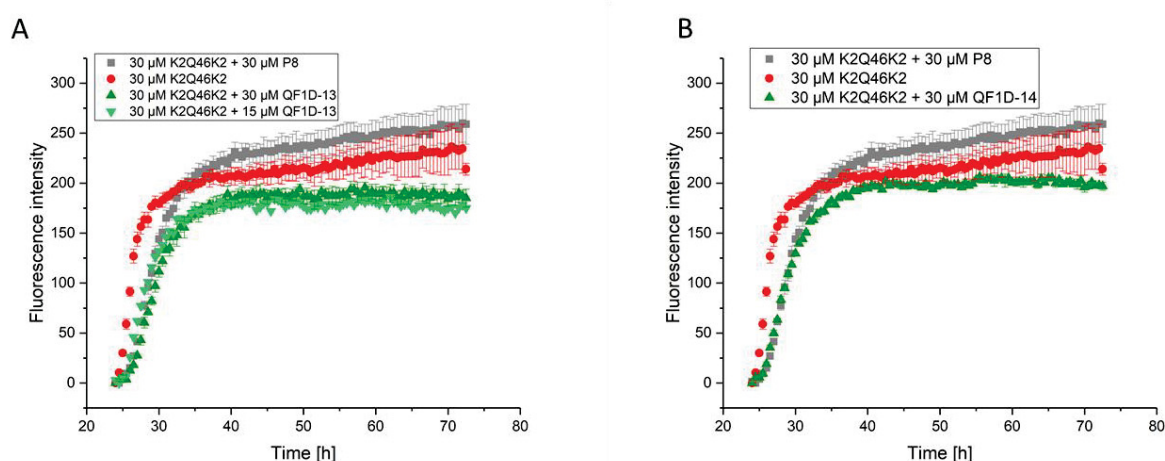 A
30 µM K2Q46K2 + 30 µM P8
30 µM K2Q46K2
30 µM K2Q46K2 + 30 µM QF1D-13
30 µM K2Q46K2 + 15 µM QF1D-13
Fluorescence intensity
300
250
200
150
100
50
0
20 30 40 50 60 70 80
Time [h]
B
30 µM K2Q46K2 + 30 µM P8
30 µM K2Q46K2
30 µM K2Q46K2 + 30 µM QF1D-14
Fluorescence intensity
300
250
200
150
100
50
0
20 30 40 50 60 70 80
Time [h]